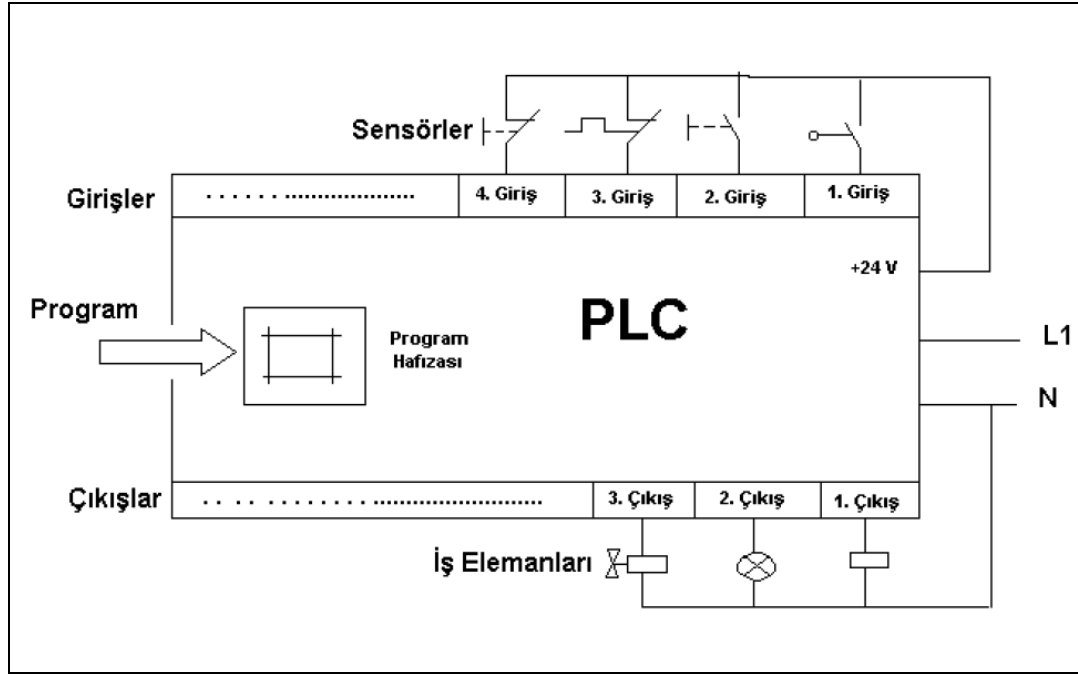 Sensörler
Girişler
4. Giriş
3. Giriş
2. Giriş
1. Giriş
+24 V
Program
PLC
Program
Hafızası
L1
N
Çıkışlar
3. Çıkış
2. Çıkış
1. Çıkış
İş Elemanları